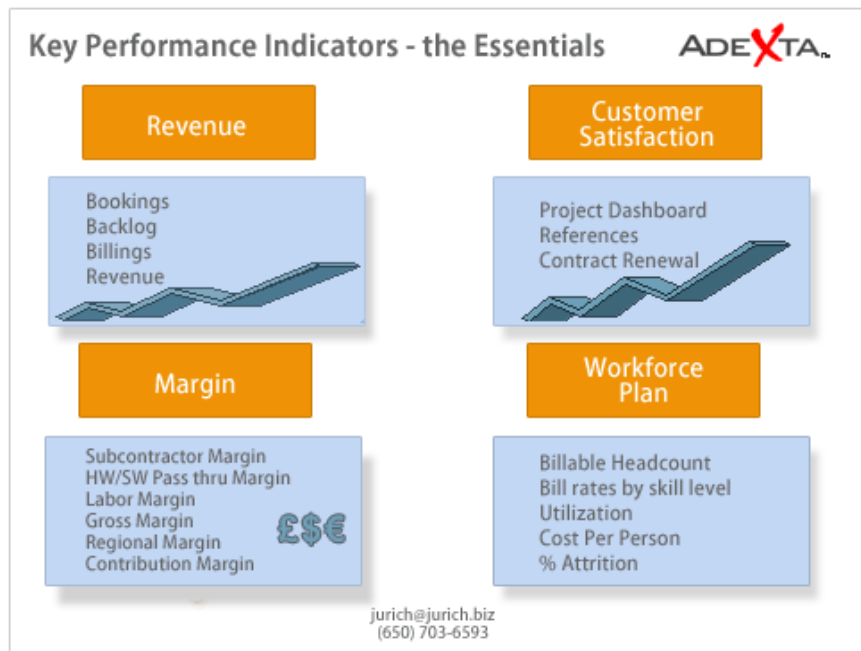 Key Performance Indicators - the Essentials
ADEXTA
Revenue
Bookings
Backlog
Billings
Revenue
Customer
Satisfaction
Project Dashboard
References
Contract Renewal
Margin
Subcontractor Margin
HW/SW Pass thru Margin
Labor Margin
Gross Margin
Regional Margin
Contribution Margin
£$€
Workforce
Plan
Billable Headcount
Bill rates by skill level
Utilization
Cost Per Person
% Attrition
jurich@jurich.biz
(650) 703-6593